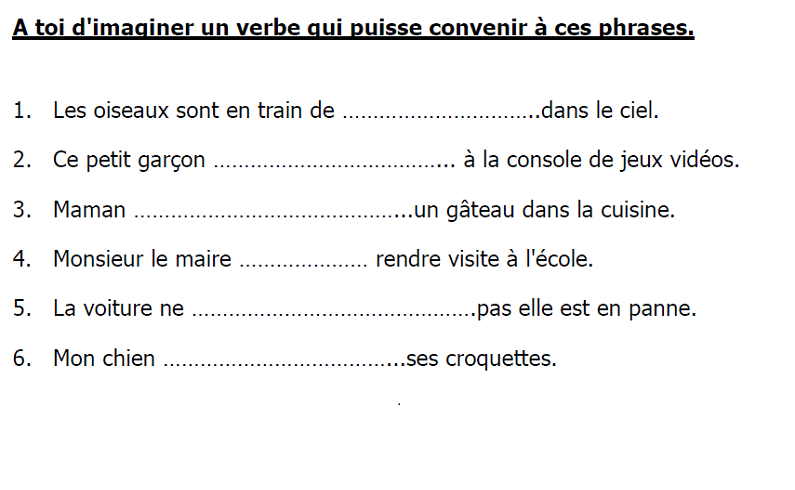 A toi d'imaginer un verbe qui puisse convenir à ces phrases.
1. Les oiseaux sont en train de ................................dans le ciel.
2. Ce petit garçon ....................................... à la console de jeux vidéos.
3. Maman .............................................un gâteau dans la cuisine.
4. Monsieur le maire ..................... rendre visite à l'école.
5. La voiture ne ..............................................pas elle est en panne.
6. Mon chien .......................................ses croquettes.
.